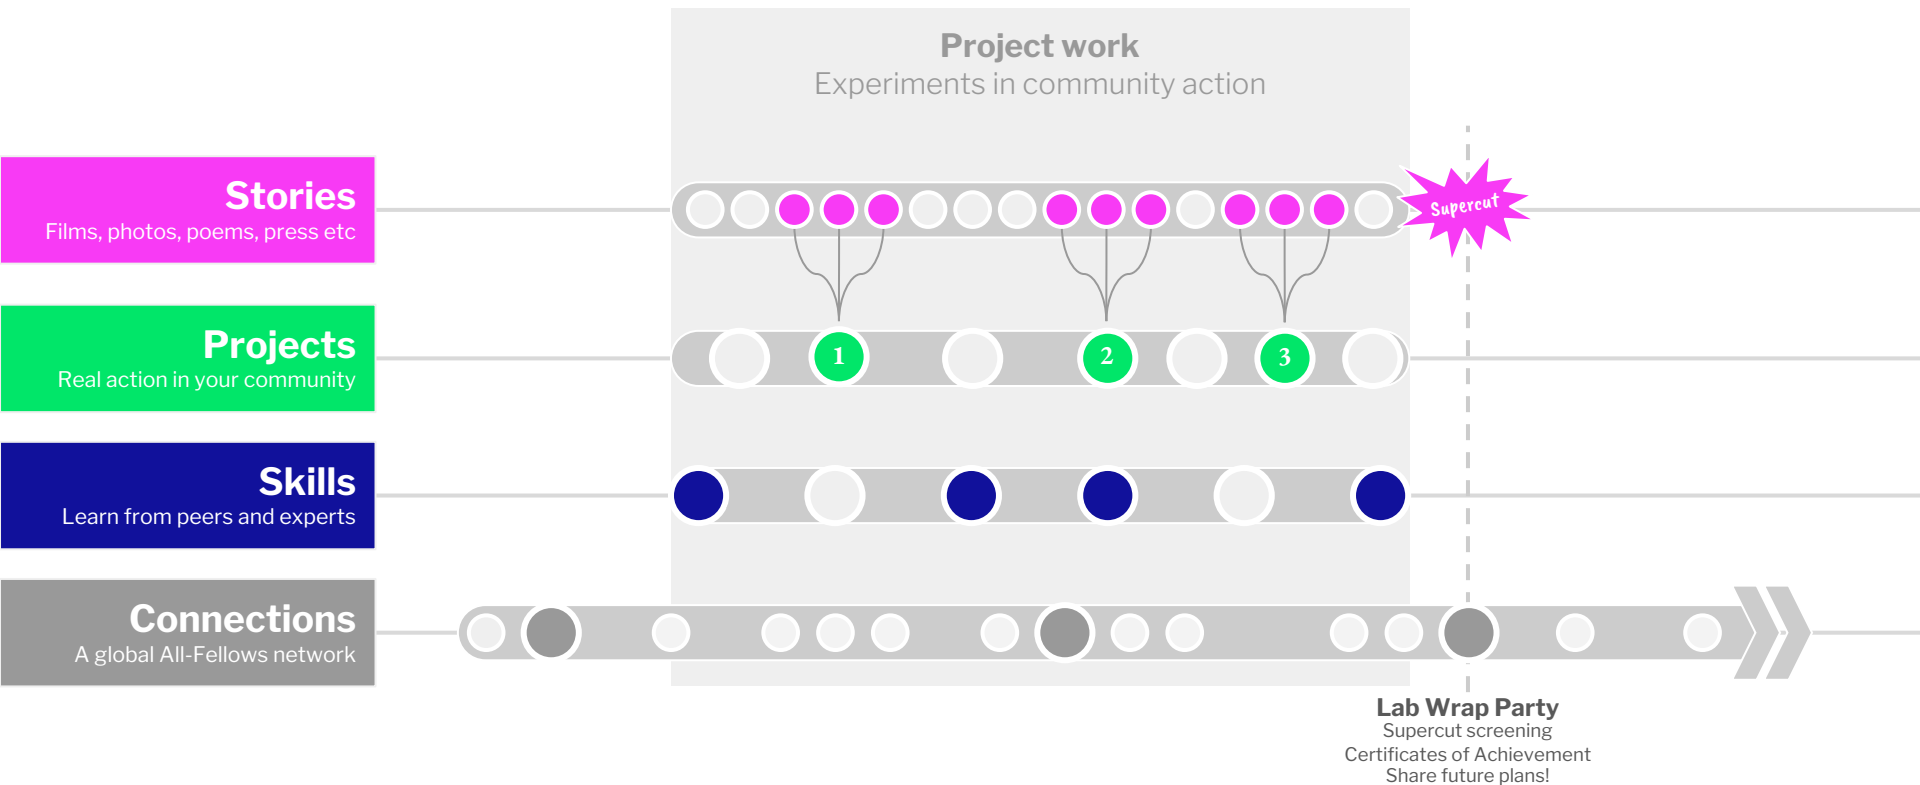 Project work
Experiments in community action
Stories
Films, photos, poems, press etc
Supercut
Projects
Real action in your community
1
2
3
Skills
Learn from peers and experts
Connections
A global All-Fellows network
Lab Wrap Party
Supercut screening
Certificates of Achievement
Share future plans!